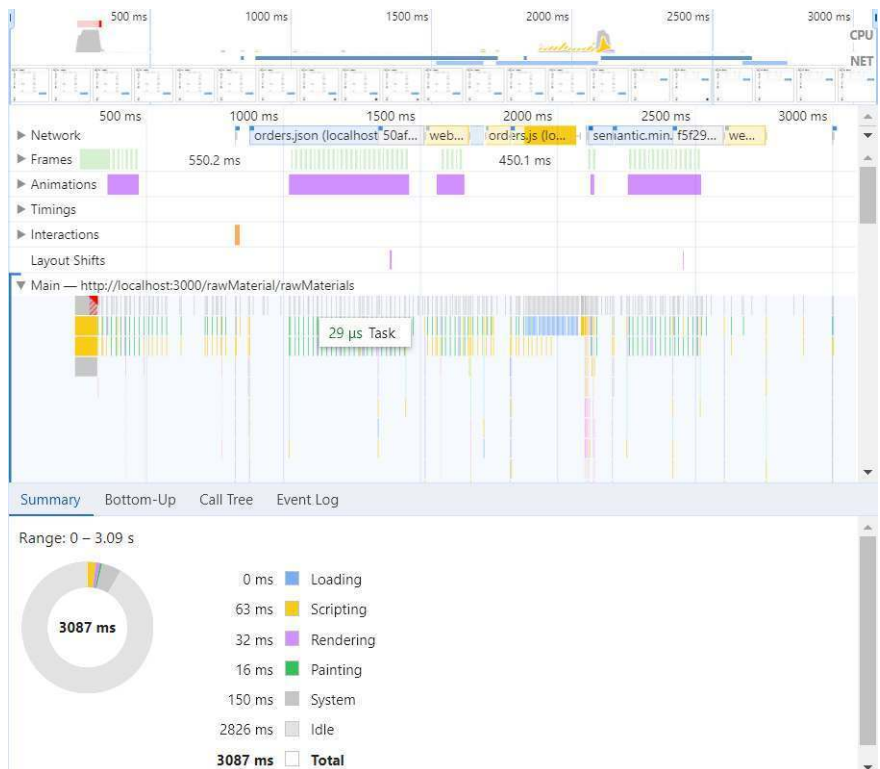 500 ms 1000 ms 1500 ms 2000 ms 2500 ms 3000 ms
CPU
NET
500 ms 1000 ms 1500 ms 2000 ms 2500 ms 3000 ms
Network orders.json (localhost 50af... web... orders.js (lo... semantic.min. f5f29... we...
Frames 550.2 ms 450.1 ms
Animations
Timings
Interactions
Layout Shifts
Main — http://localhost:3000/rawMaterial/rawMaterials
29 μs Task
Summary Bottom-Up Call Tree Event Log
Range: 0 – 3.09 s
3087 ms
0 ms Loading
63 ms Scripting
32 ms Rendering
16 ms Painting
150 ms System
2826 ms Idle
3087 ms Total